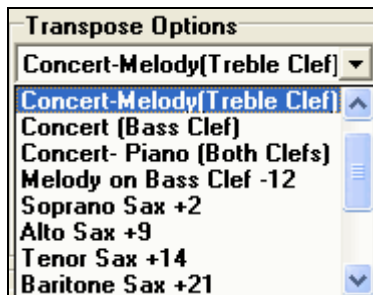 Transpose Options
Concert-Melody(Treble Clef)
Concert-Melody(Treble Clef)
Concert (Bass Clef)
Concert- Piano (Both Clefs)
Melody on Bass Clef -12
Soprano Sax +2
Alto Sax +9
Tenor Sax +14
Baritone Sax +21